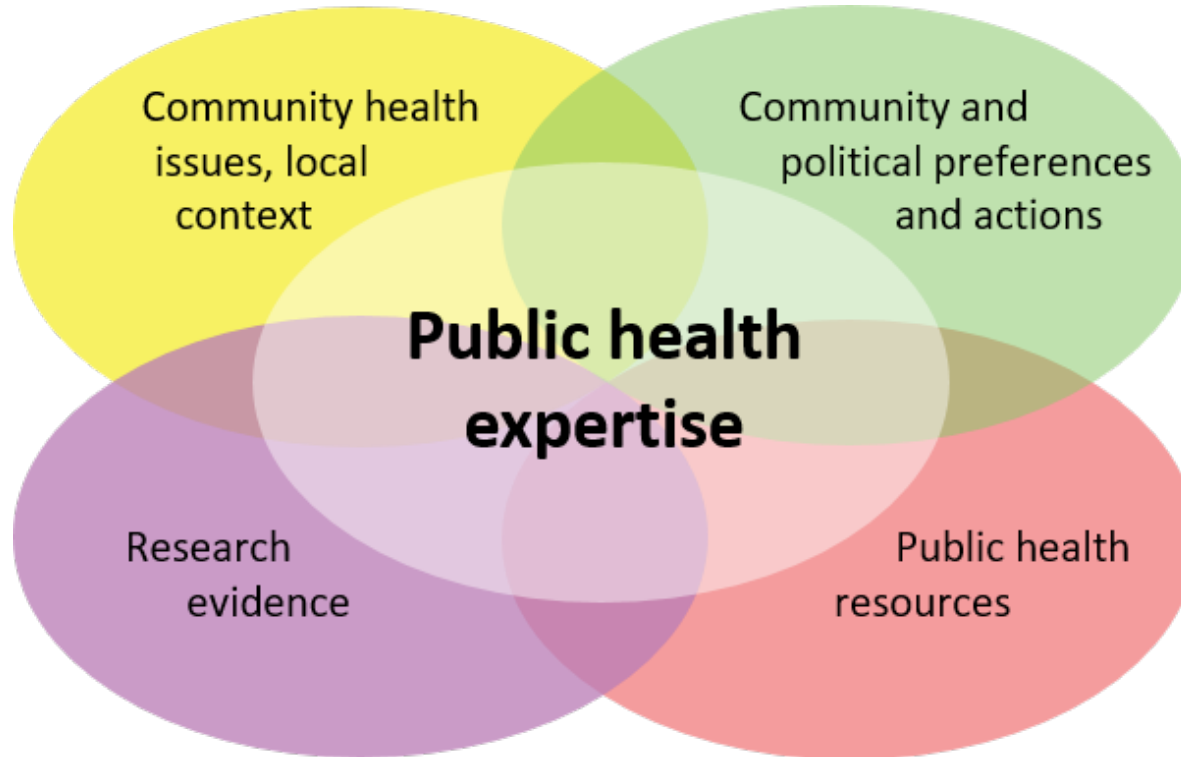 Community health
issues, local
context
Community and
political preferences
and actions
Public health
expertise
Research
evidence
Public health
resources